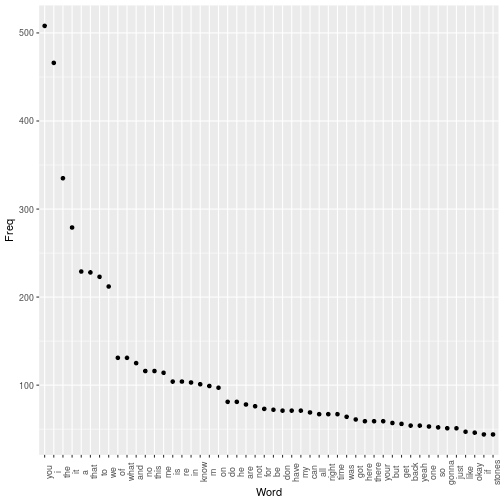 Freq
500
400
300
200
100
you
i
the
it
a
that
to
we
of
what
and
no
this
me
is
re
in
know
m
on
do
he
are
not
for
be
don
have
my
can
all
right
time
was
got
here
there
your
but
get
back
yeah
one
so
gonna
just
like
okay
ll
stones
Word